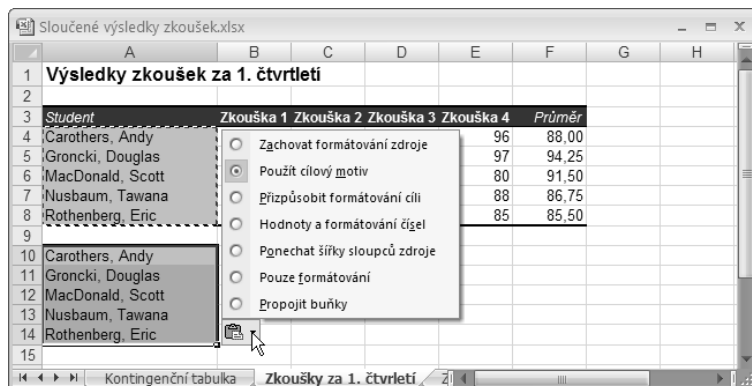 Sloučené výsledky zkoušek.xlsx
A B C D E F G H
1 Výsledky zkoušek za 1. čtvrtletí
2
3 Student Zkouška 1 Zkouška 2 Zkouška 3 Zkouška 4 Průměr
4 Carothers, Andy 96 88,00
5 Groncki, Douglas 97 94,25
6 MacDonald, Scott 80 91,50
7 Nusbaum, Tawana 88 86,75
8 Rothenberg, Eric 85 85,50
9
10 Carothers, Andy
11 Groncki, Douglas
12 MacDonald, Scott
13 Nusbaum, Tawana
14 Rothenberg, Eric
15
Zachovat formátování zdroje
Použít cílový motiv
Přizpůsobit formátování cíli
Hodnoty a formátování čísel
Ponechat šířky sloupců zdroje
Pouze formátování
Propojit buňky
Kontingenční tabulka Zkoušky za 1. čtvrtletí